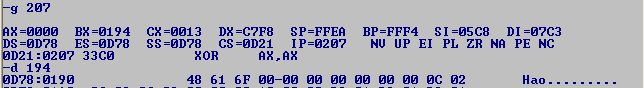 -g 207
AX=0000 BX=0194 CX=0013 DX=C7F8 SP=FFEA BP=FFF4 SI=05C8 DI=07C3
DS=0D78 ES=0D78 SS=0D78 CS=0D21 IP=0207 NV UP EI PL ZR NA PE NC
0D21:0207 33C0 XOR AX,AX
-d 194
0D78:0190 48 61 6F 00-00 00 00 00 00 00 0C 02 Hao.........